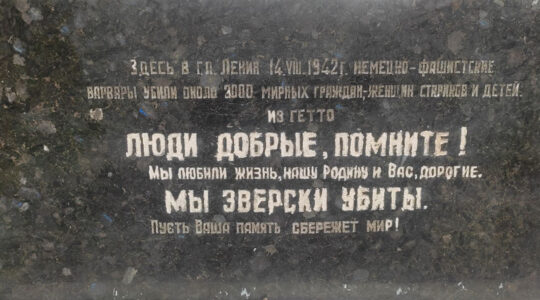 Здесь в г.п. Ленин 14.VIII.1942г. немецко-фашистские
варвары убили около 3000 мирных граждан-женщин стариков и детей.
из гетто
Люди добрые, помните!
Мы любили жизнь, нашу Родину и Вас, дорогие.
Мы зверски убиты.
Пусть Ваша память сбережет мир!